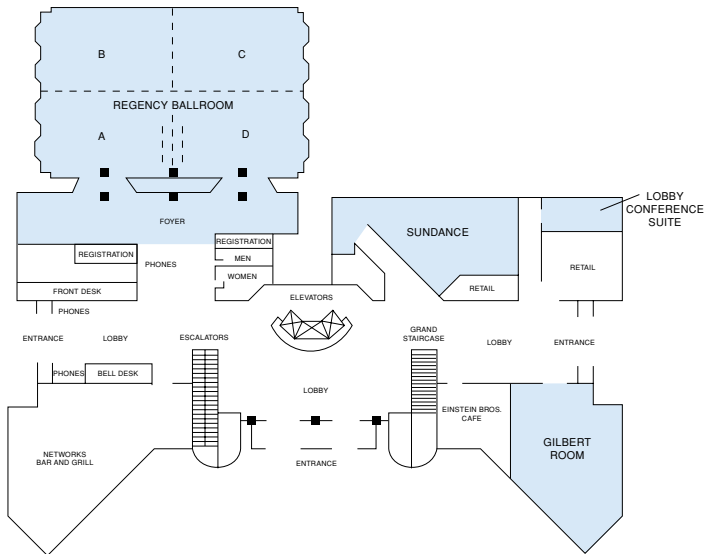 B
C
REGENCY BALLROOM
A
D
FOYER
LOBBY
CONFERENCE
SUITE
SUNDANCE
REGISTRATION
REGISTRATION
MEN
PHONES
WOMEN
RETAIL
RETAIL
FRONT DESK
ELEVATORS
PHONES
ENTRANCE
LOBBY
ESCALATORS
GRAND
STAIRCASE
LOBBY
ENTRANCE
PHONES
BELL DESK
LOBBY
EINSTEIN BROS.
CAFE
GILBERT
ROOM
NETWORKS
BAR AND GRILL
ENTRANCE